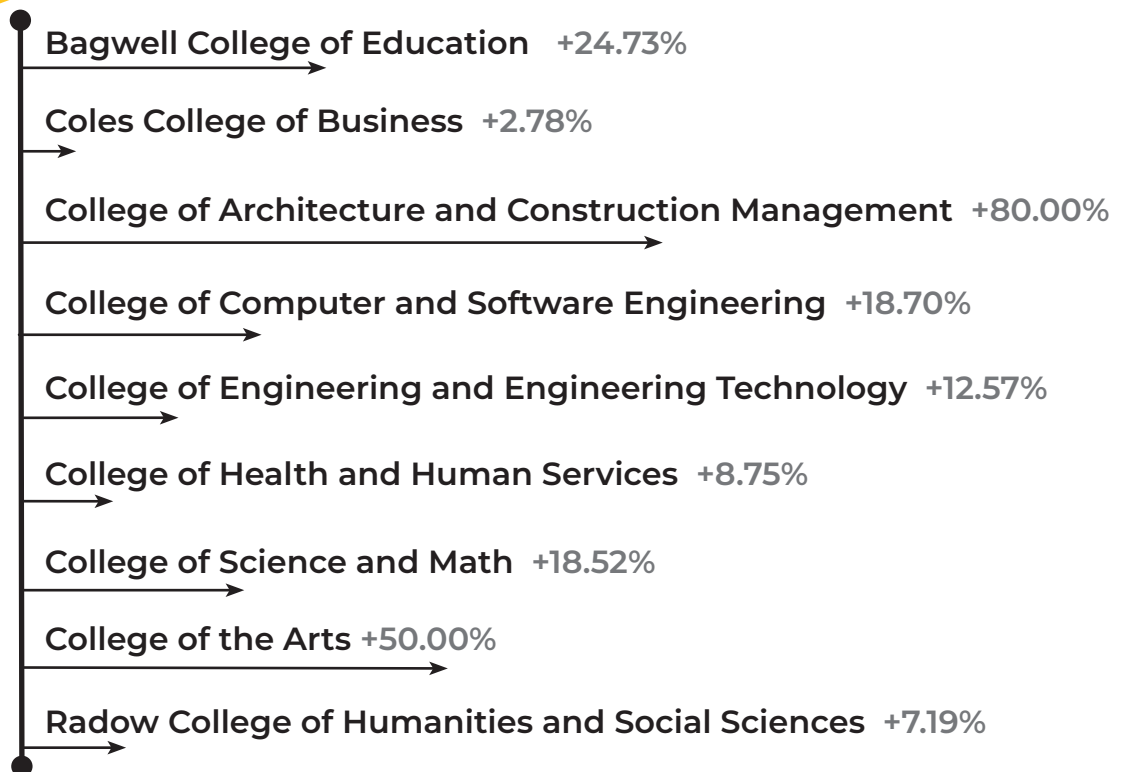 Bagwell College of Education +24.73%
Coles College of Business +2.78%
College of Architecture and Construction Management +80.00%
College of Computer and Software Engineering +18.70%
College of Engineering and Engineering Technology +12.57%
College of Health and Human Services +8.75%
College of Science and Math +18.52%
College of the Arts +50.00%
Radow College of Humanities and Social Sciences +7.19%